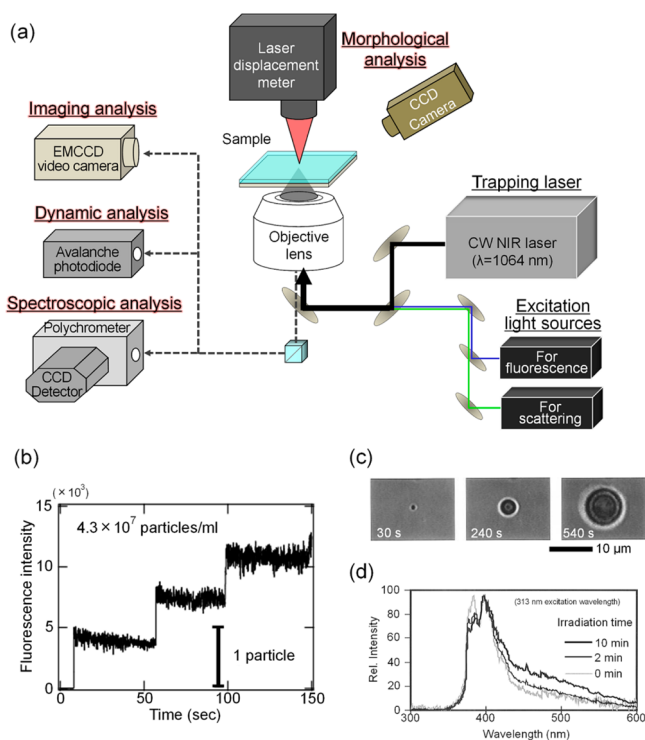 (a)
Laser
displacement
meter
Morphological
analysis
CCD
Camera
Imaging analysis
EMCCD
video camera
Sample
Dynamic analysis
Avalanche
photodiode
Objective
lens
Trapping laser
CW NIR laser
(λ=1064 nm)
Spectroscopic analysis
Polychrometer
CCD
Detector
Excitation
light sources
For
fluorescence
For
scattering
(b)
(×10³)
15
10
5
0
Fluorescence intensity
4.3 × 10⁷ particles/ml
1 particle
0
50
100
150
Time (sec)
(c)
30 s
240 s
540 s
10 µm
(d)
100
80
60
40
20
0
Rel. Intensity
(313 nm excitation wavelength)
Irradiation time
10 min
2 min
0 min
300
400
500
600
Wavelength (nm)